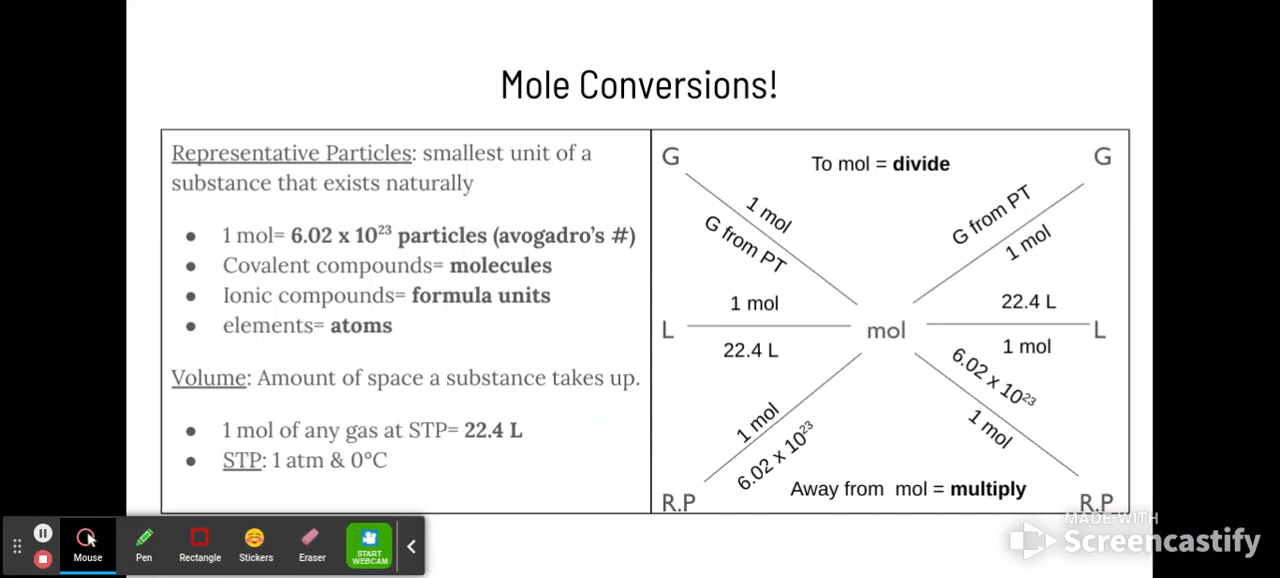 Mole Conversions!
Representative Particles: smallest unit of a
substance that exists naturally
● 1 mol= 6.02 x 10²³ particles (avogadro's #)
● Covalent compounds= molecules
● Ionic compounds= formula units
● elements= atoms
Volume: Amount of space a substance takes up.
● 1 mol of any gas at STP= 22.4 L
● STP: 1 atm & 0°C
G
To mol = divide
G
1 mol
G from PT
G from PT
1 mol
1 mol
22.4 L
L
mol
L
22.4 L
1 mol
1 mol
6.02 x 10²³
6.02 x 10²³
1 mol
R.P
Away from mol = multiply
R.P
Mouse
Pen
Rectangle
Stickers
Eraser
START
WEBCAM
MADE WITH
Screencastify